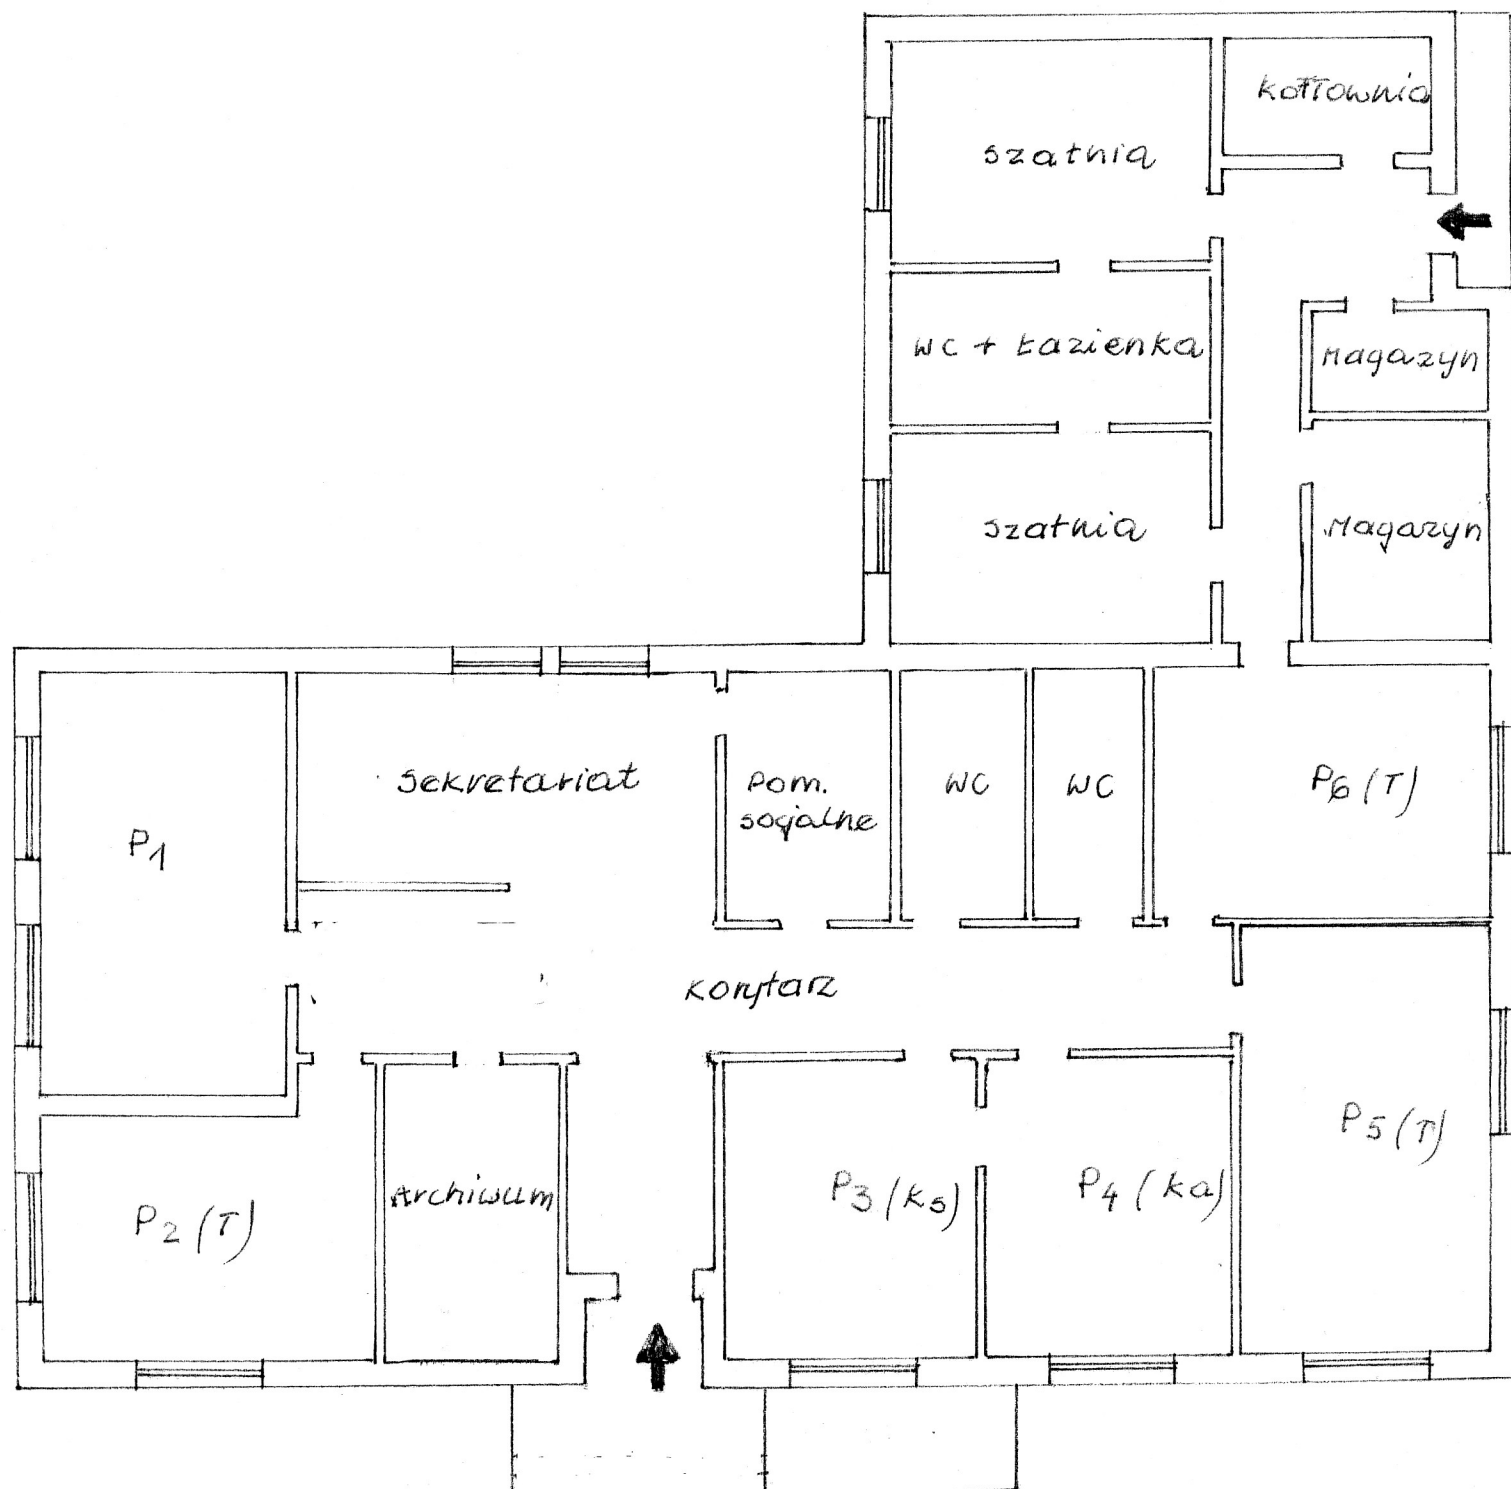 kotłownia
szatnia
WC + Łazienka
Magazyn
szatnia
Magazyn
Sekretariat
Pom.
socjalne
WC
WC
P6 (T)
P1
Korytarz
P5 (T)
Archiwum
P3 (Ks)
P4 (Ka)
P2 (T)